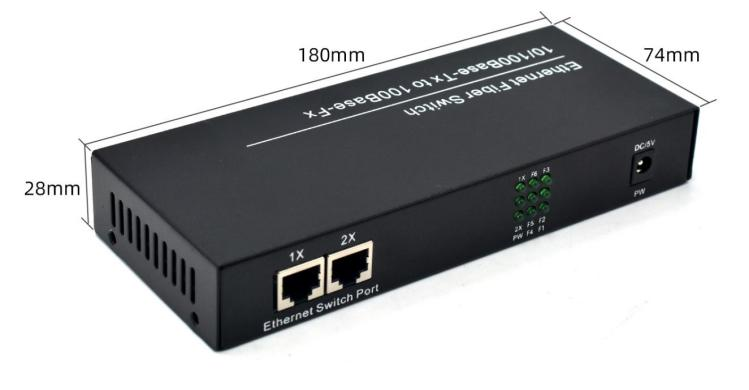 180mm
74mm
28mm
Ethernet Fiber Switch
10/100Base-Tx to 100Base-Fx
DC/5V
PW
1X F6 F3
2X F5 F2
PW F4 F1
1X 2X
Ethernet Switch Port